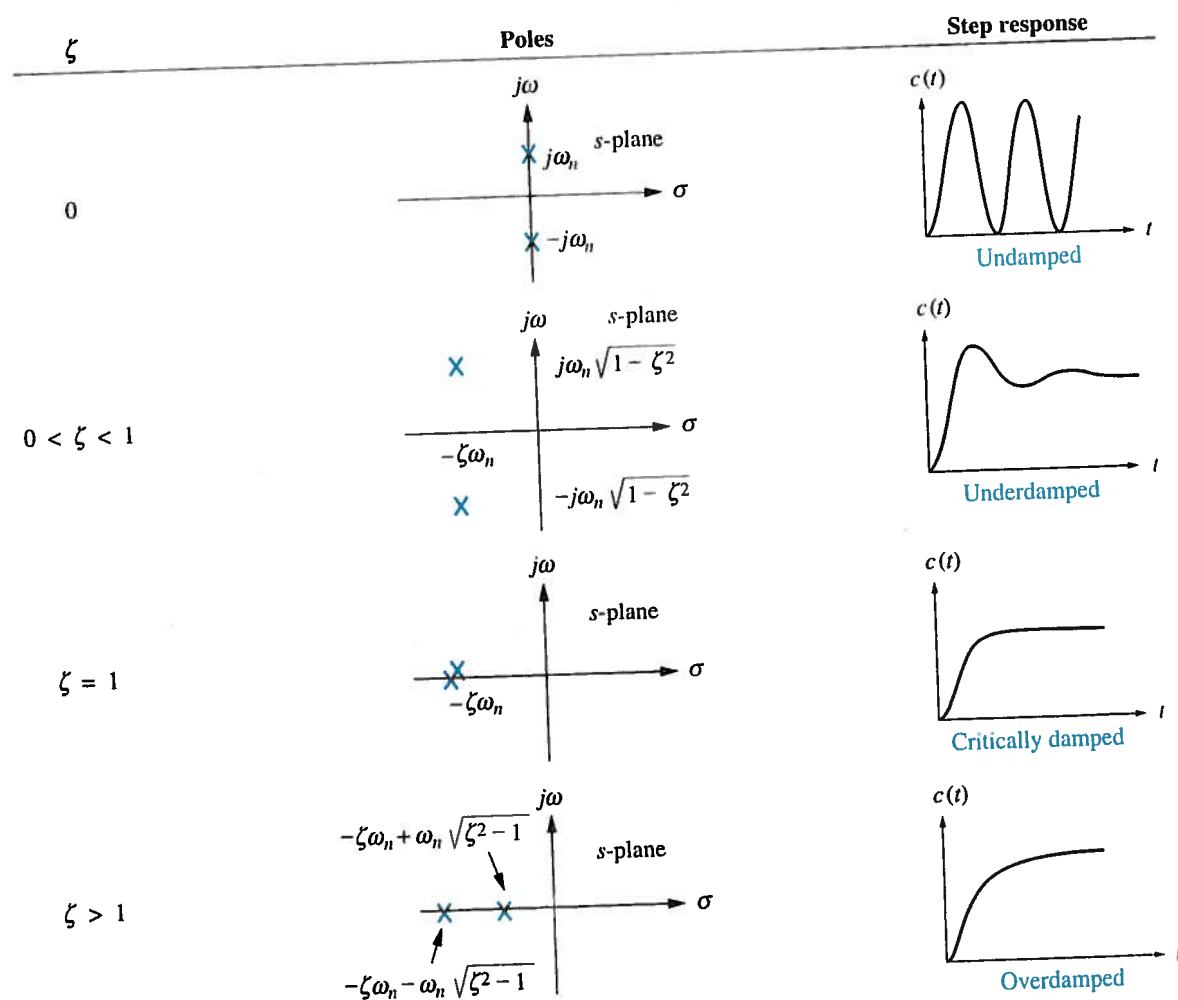 ζ Poles Step response
jω
s-plane
jωₙ
σ
−jωₙ
0
c(t)
t
Undamped
jω s-plane
jωₙ√1 − ζ²
σ
−ζωₙ
−jωₙ√1 − ζ²
0 < ζ < 1
c(t)
t
Underdamped
jω
s-plane
σ
−ζωₙ
ζ = 1
c(t)
t
Critically damped
jω
−ζωₙ + ωₙ√ζ² − 1
s-plane
σ
−ζωₙ − ωₙ√ζ² − 1
ζ > 1
c(t)
Overdamped